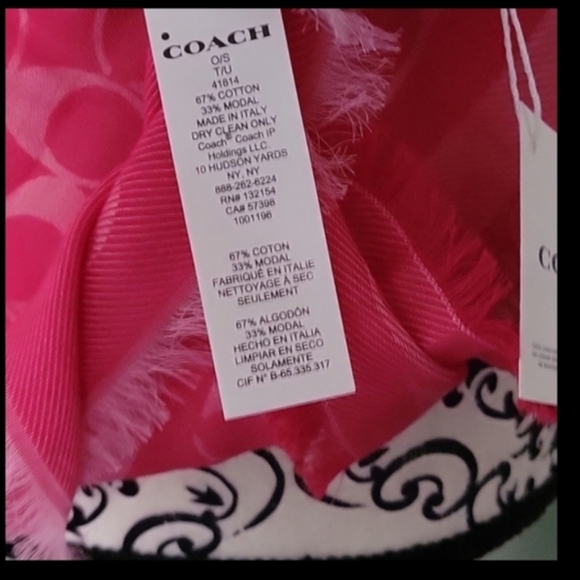 COACH
O/S
T/U
41814
67% COTTON
33% MODAL
MADE IN ITALY
DRY CLEAN ONLY
Coach® Coach IP
Holdings LLC.
10 HUDSON YARDS
NY, NY
888-262-6224
RN# 132154
CA# 57398
1001196
67% COTON
33% MODAL
FABRIQUÉ EN ITALIE
NETTOYAGE À SEC
SEULEMENT
67% ALGODÓN
33% MODAL
HECHO EN ITALIA
LIMPIAR EN SECO
SOLAMENTE
CIF N° B-65.335.317